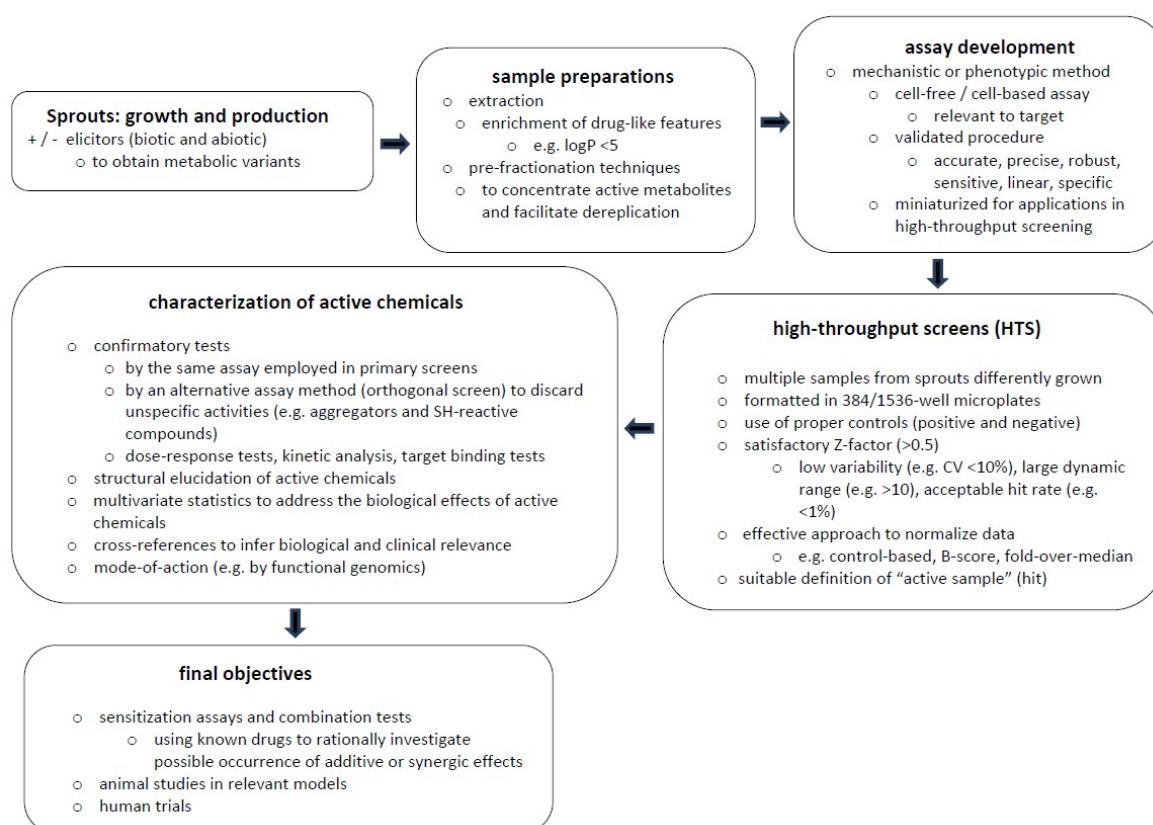 Sprouts: growth and production
+ / - elicitors (biotic and abiotic)
o to obtain metabolic variants
sample preparations
o extraction
o enrichment of drug-like features
o e.g. logP <5
o pre-fractionation techniques
o to concentrate active metabolites
and facilitate dereplication
assay development
o mechanistic or phenotypic method
o cell-free / cell-based assay
o relevant to target
o validated procedure
o accurate, precise, robust,
sensitive, linear, specific
o miniaturized for applications in
high-throughput screening
high-throughput screens (HTS)
o multiple samples from sprouts differently grown
o formatted in 384/1536-well microplates
o use of proper controls (positive and negative)
o satisfactory Z-factor (>0.5)
o low variability (e.g. CV <10%), large dynamic
range (e.g. >10), acceptable hit rate (e.g.
<1%)
o effective approach to normalize data
o e.g. control-based, B-score, fold-over-median
o suitable definition of “active sample” (hit)
characterization of active chemicals
o confirmatory tests
o by the same assay employed in primary screens
o by an alternative assay method (orthogonal screen) to discard
unspecific activities (e.g. aggregators and SH-reactive
compounds)
o dose-response tests, kinetic analysis, target binding tests
o structural elucidation of active chemicals
o multivariate statistics to address the biological effects of active
chemicals
o cross-references to infer biological and clinical relevance
o mode-of-action (e.g. by functional genomics)
final objectives
o sensitization assays and combination tests
o using known drugs to rationally investigate
possible occurrence of additive or synergic effects
o animal studies in relevant models
o human trials